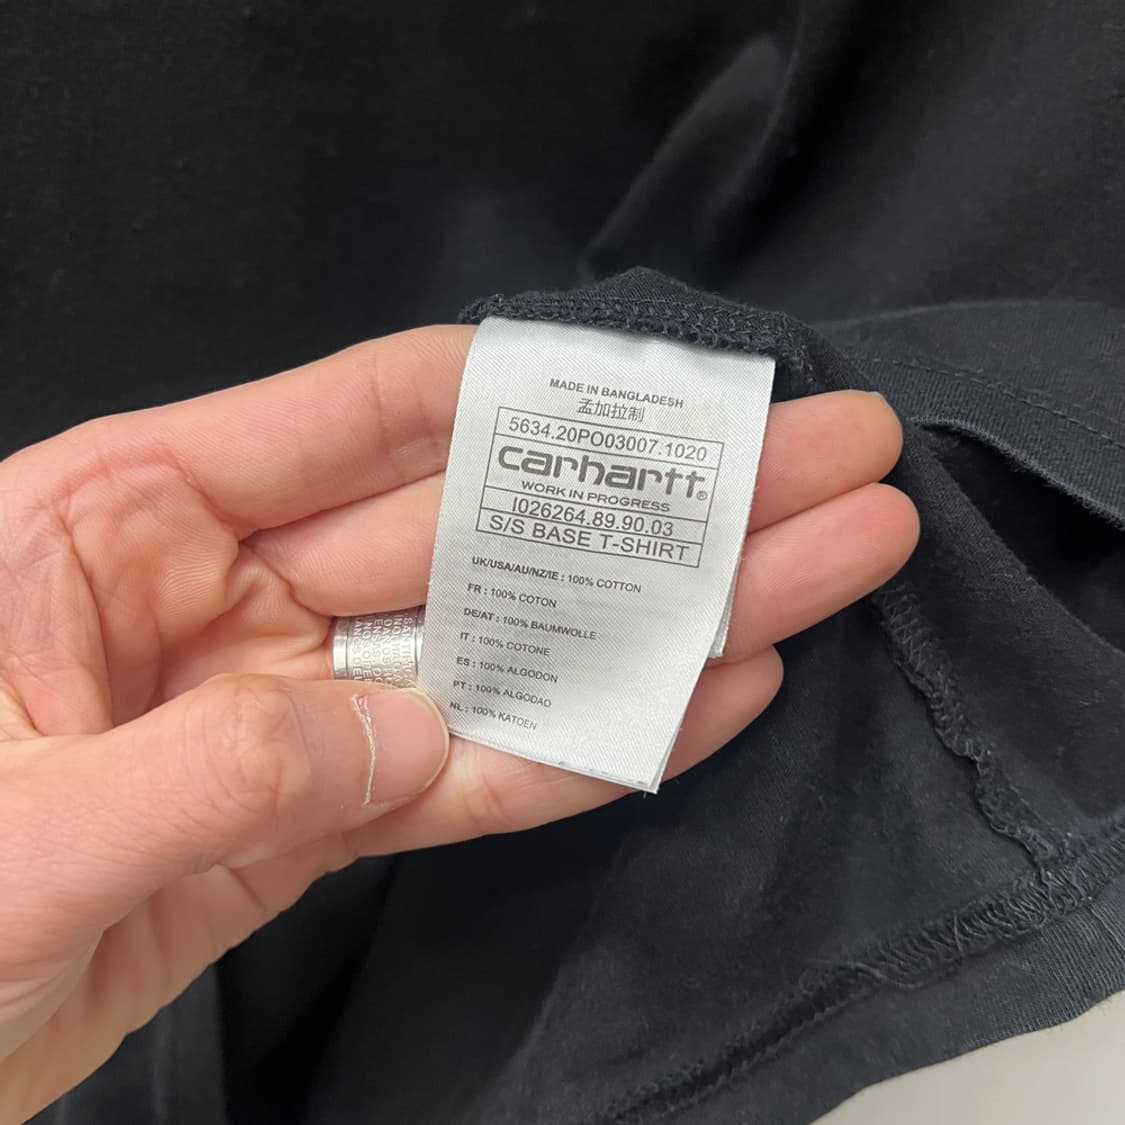 MADE IN BANGLADESH
孟加拉制
5634.20PO03007.1020
carhartt®
WORK IN PROGRESS
I026264.89.90.03
S/S BASE T-SHIRT
UK/USA/AU/NZ/IE : 100% COTTON
FR : 100% COTON
DE/AT : 100% BAUMWOLLE
IT : 100% COTONE
ES : 100% ALGODON
PT : 100% ALGODAO
NL : 100% KATOEN